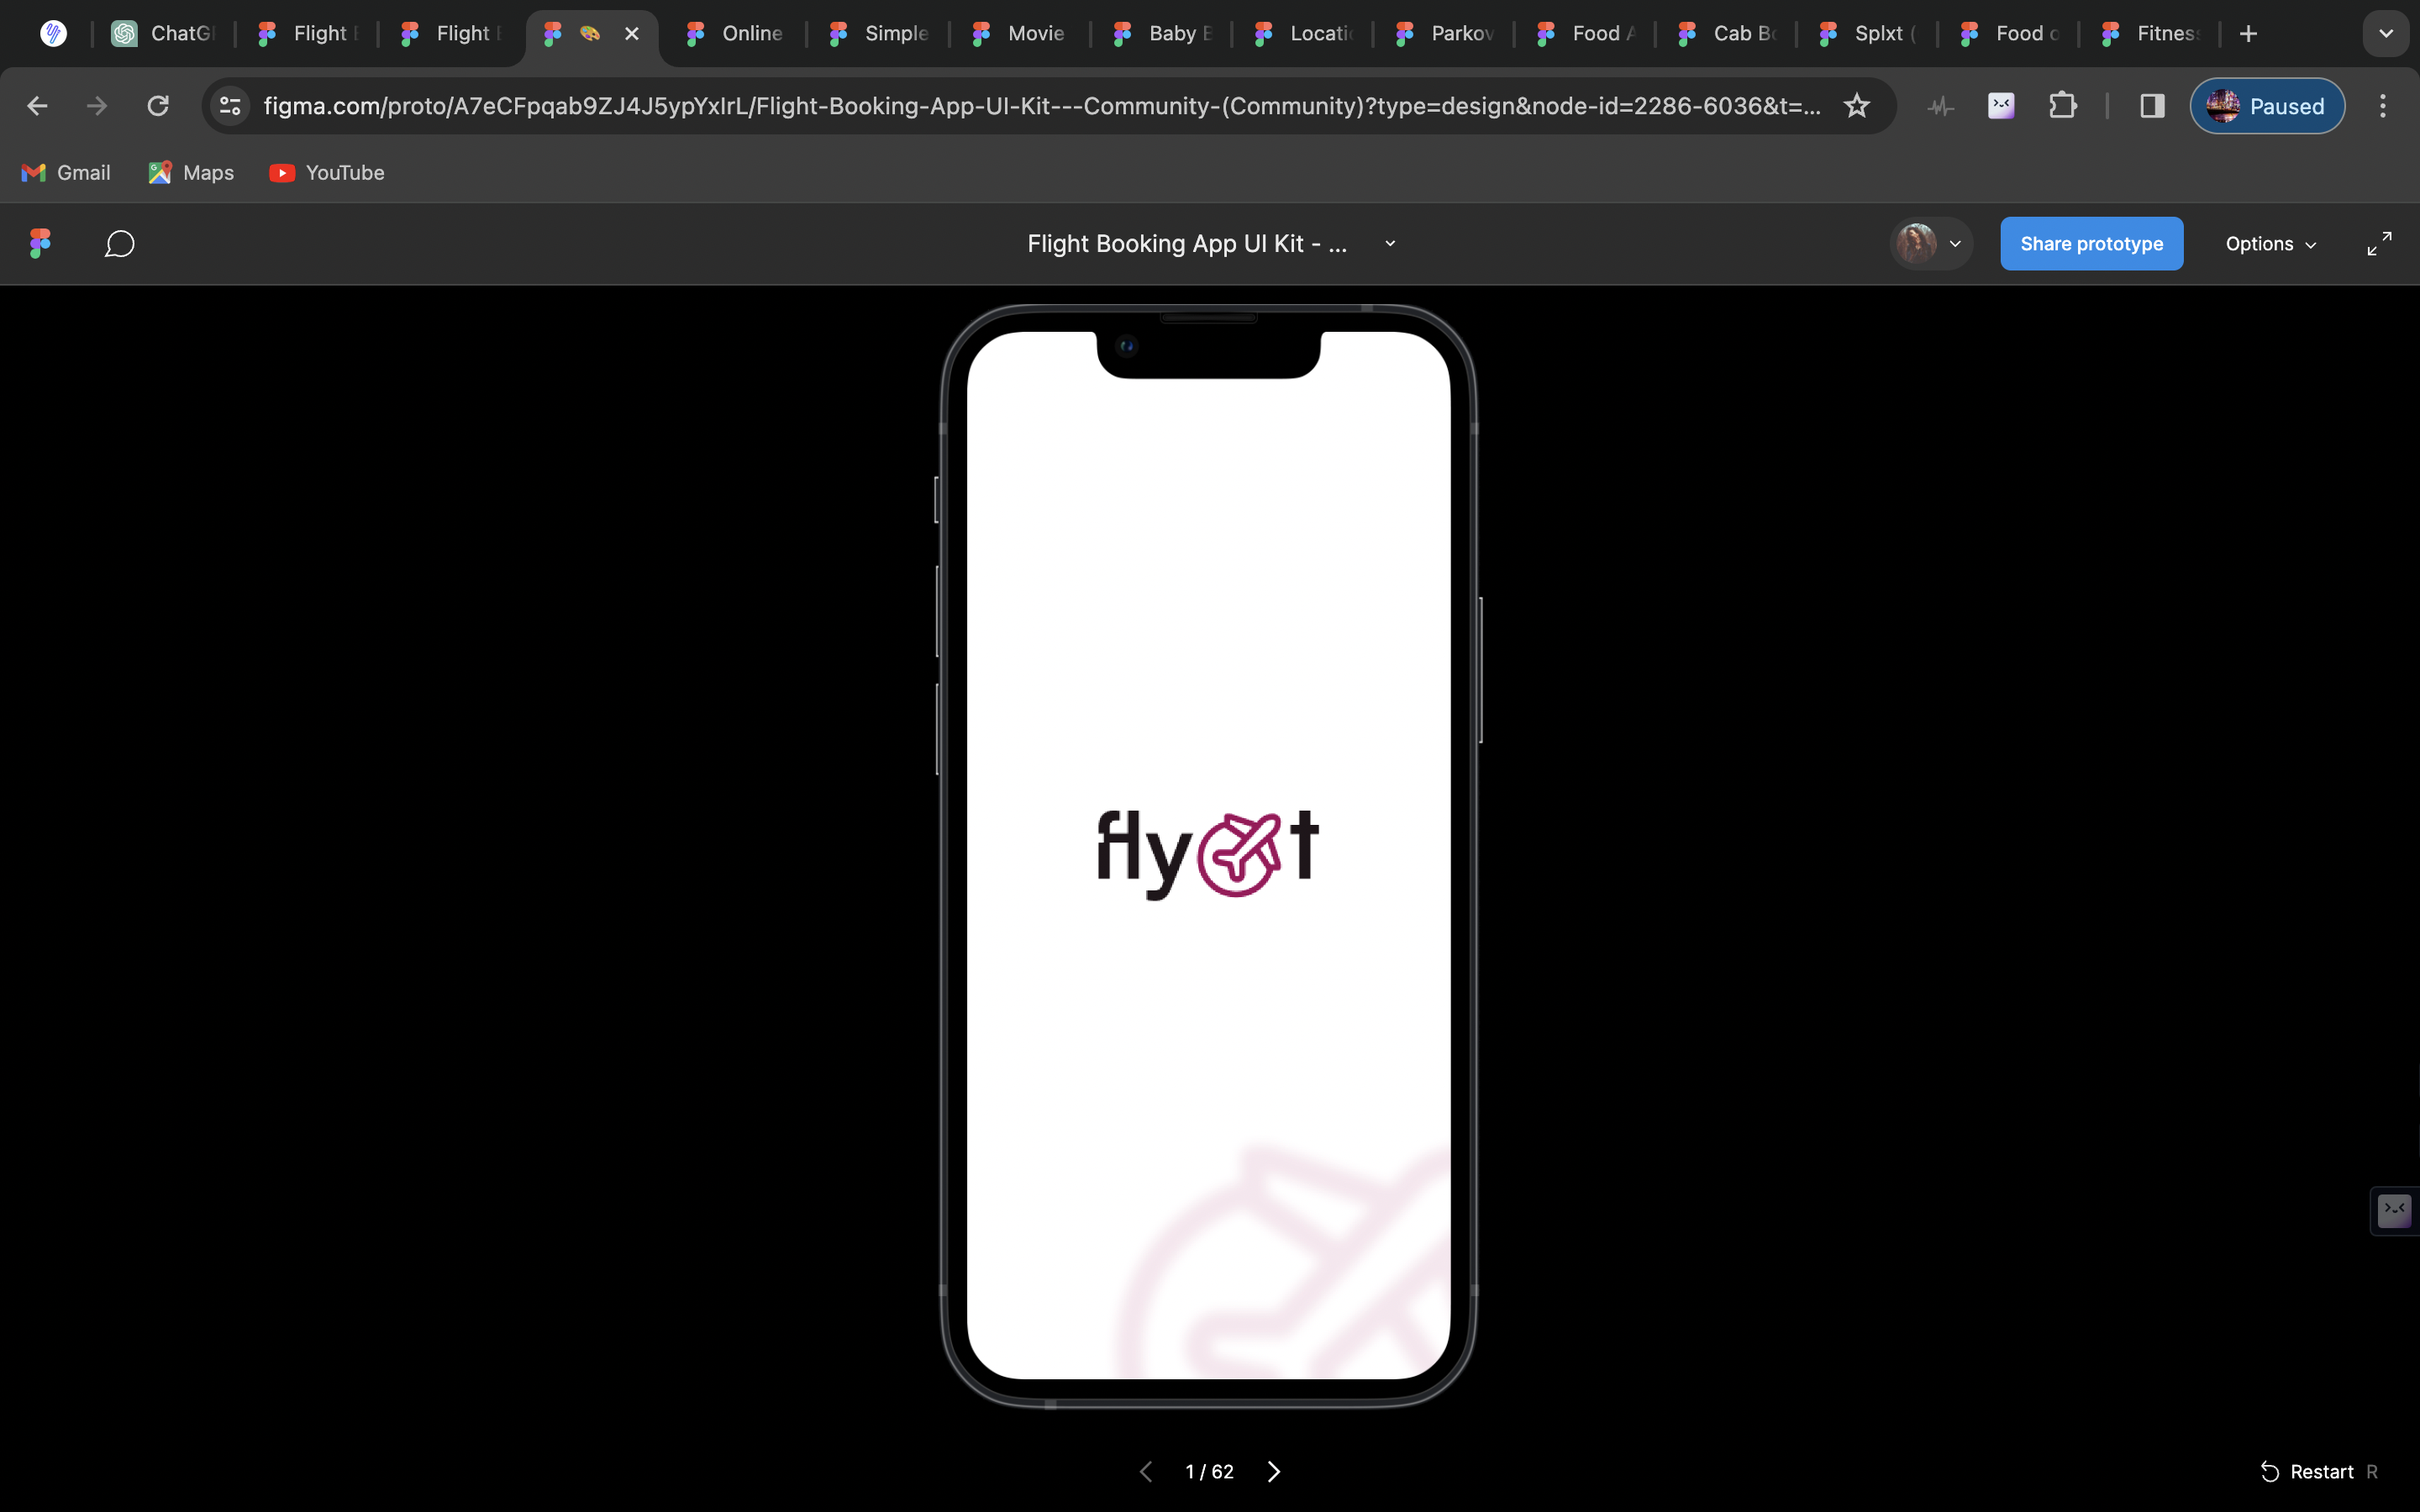 ChatG
Flight
Flight
Online
Simple
Movie
Baby
Locati
Parkov
Food A
Cab Bo
Splxt (
Food o
Fitness
figma.com/proto/A7eCFpqab9ZJ4J5ypYxIrL/Flight-Booking-App-UI-Kit---Community-(Community)?type=design&node-id=2286-6036&t=...
Paused
Gmail
Maps
YouTube
Flight Booking App UI Kit - ...
Share prototype
Options
flyot
1 / 62
Restart R